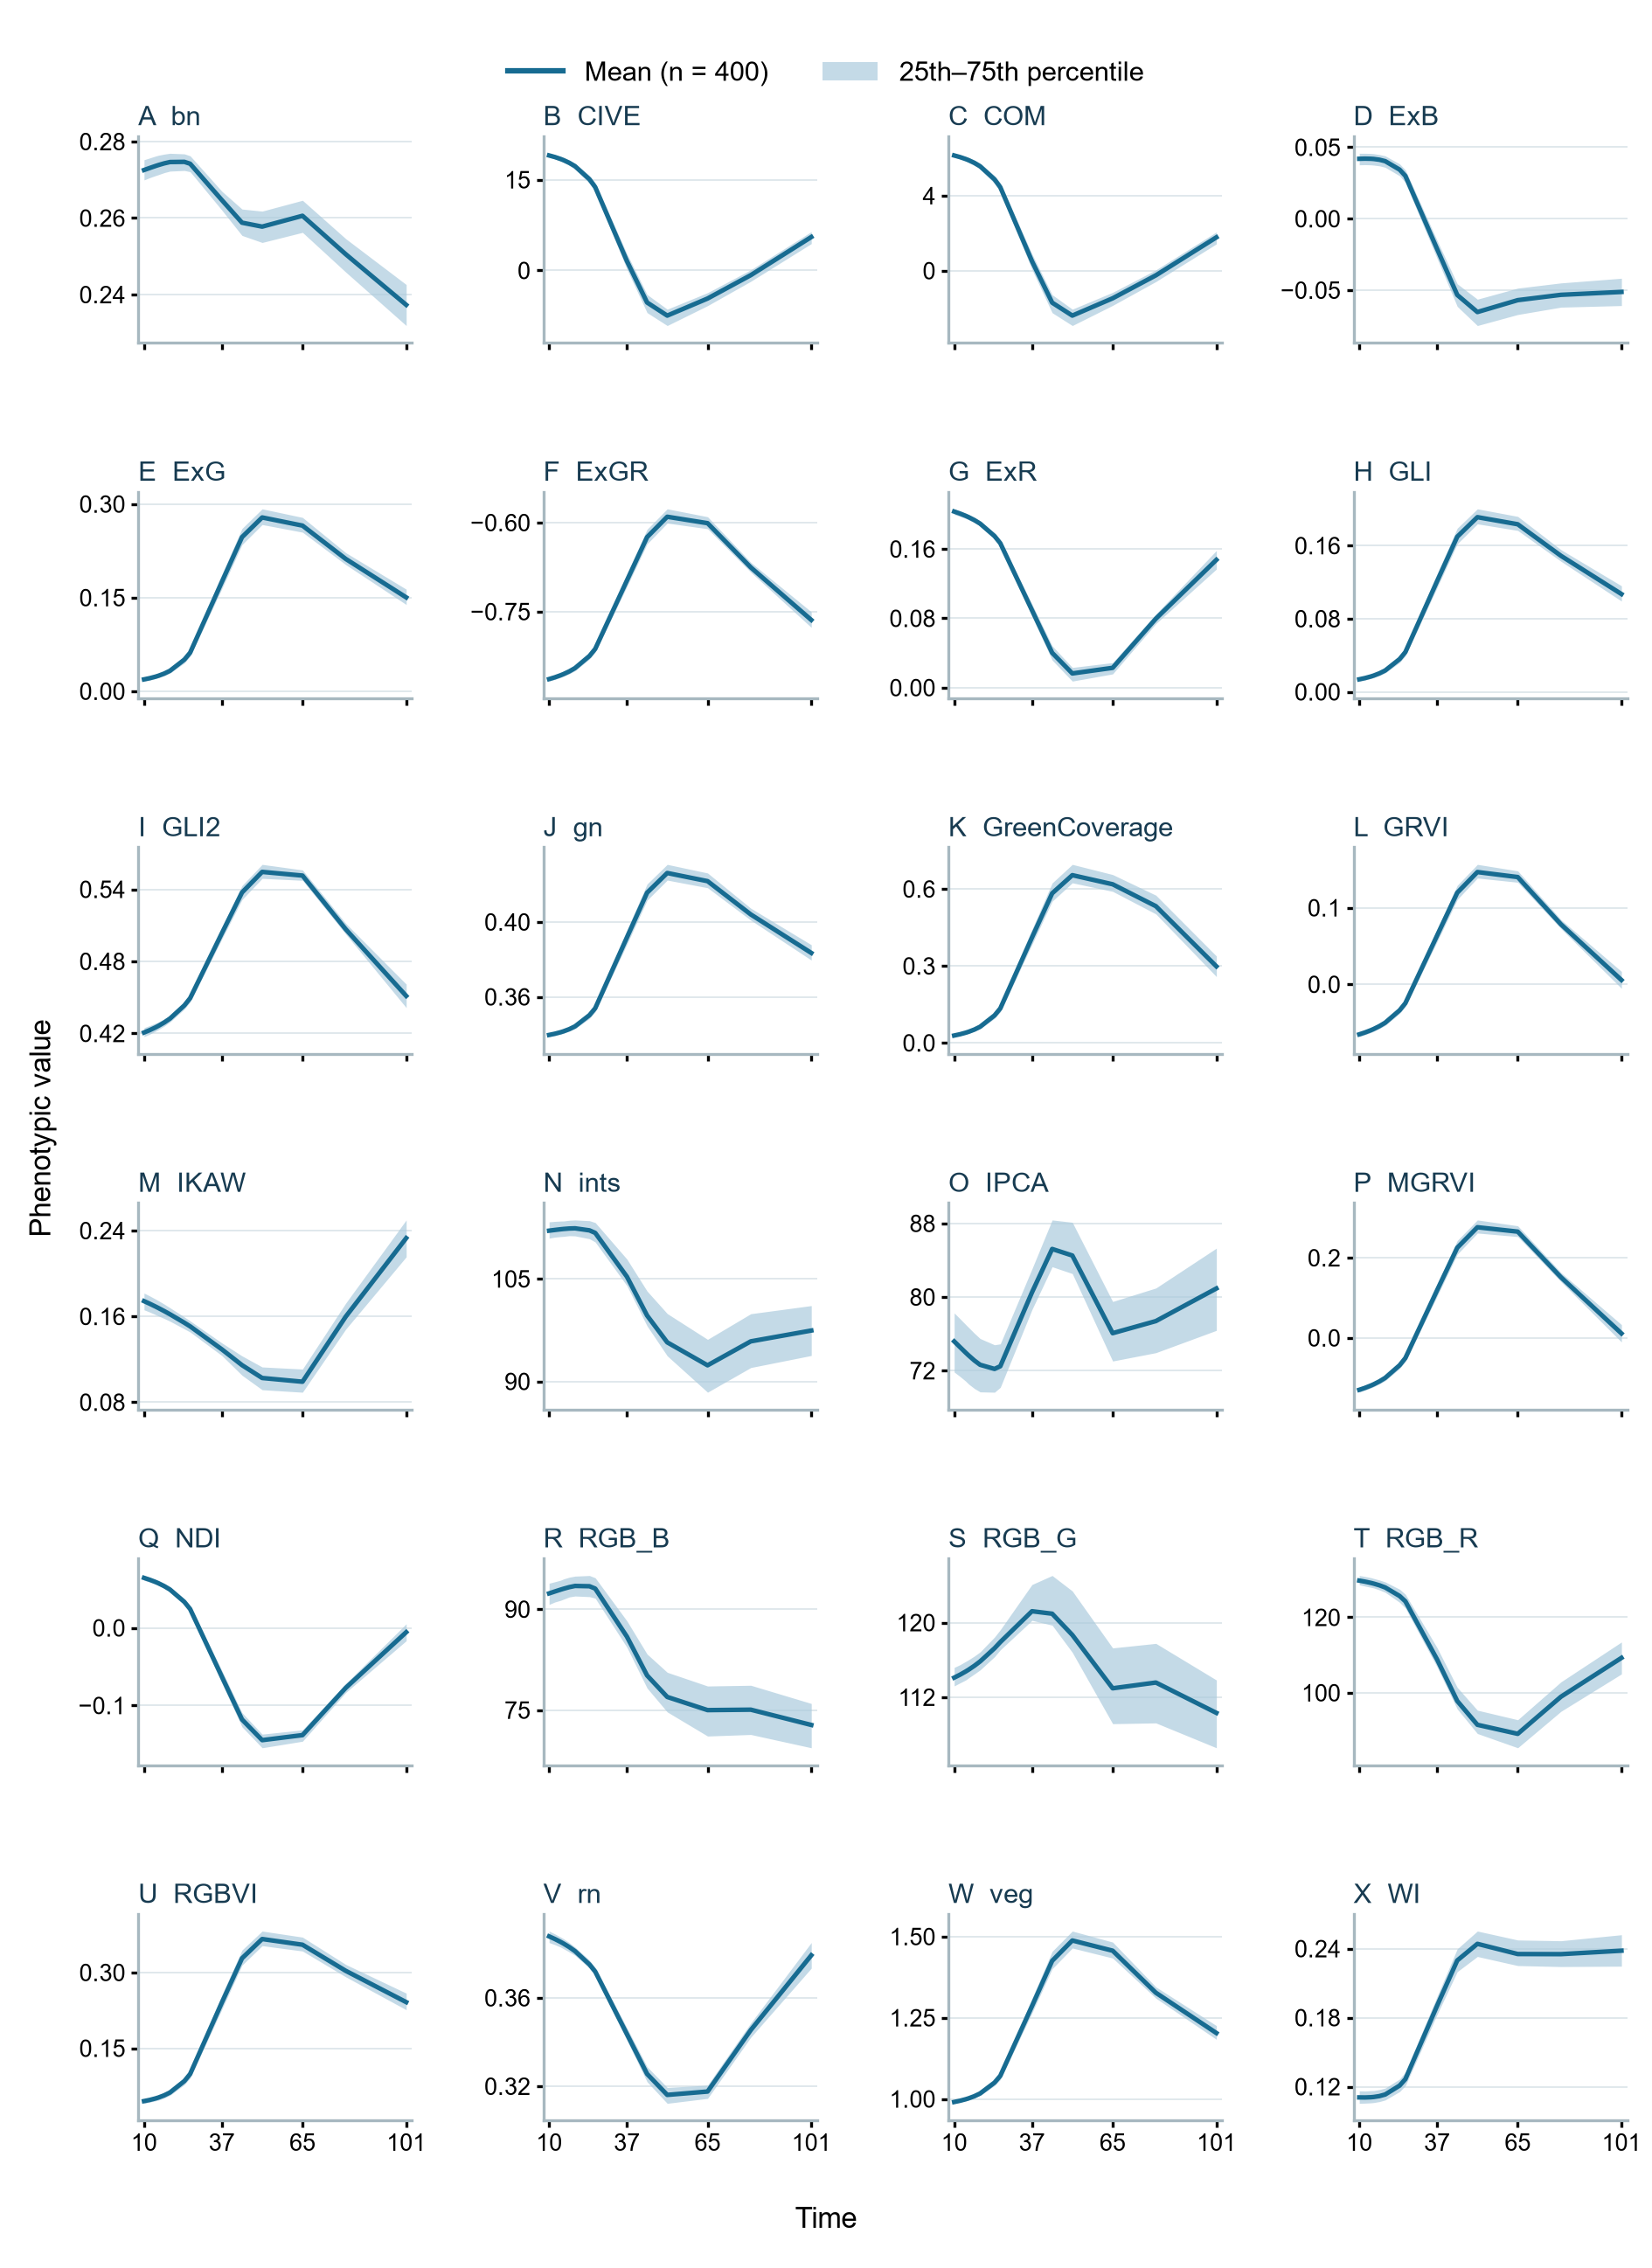 Mean (n = 400)
25th–75th percentile
A bn
0.28
0.26
0.24
B CIVE
15
0
C COM
4
0
D ExB
0.05
0.00
−0.05
E ExG
0.30
0.15
0.00
F ExGR
−0.60
−0.75
G ExR
0.16
0.08
0.00
H GLI
0.16
0.08
0.00
I GLI2
0.54
0.48
0.42
J gn
0.40
0.36
K GreenCoverage
0.6
0.3
0.0
L GRVI
0.1
0.0
Phenotypic value
M IKAW
0.24
0.16
0.08
N ints
105
90
O IPCA
88
80
72
P MGRVI
0.2
0.0
Q NDI
0.0
−0.1
R RGB_B
90
75
S RGB_G
120
112
T RGB_R
120
100
U RGBVI
0.30
0.15
10 37 65 101
V rn
0.36
0.32
10 37 65 101
W veg
1.50
1.25
1.00
10 37 65 101
X WI
0.24
0.18
0.12
10 37 65 101
Time